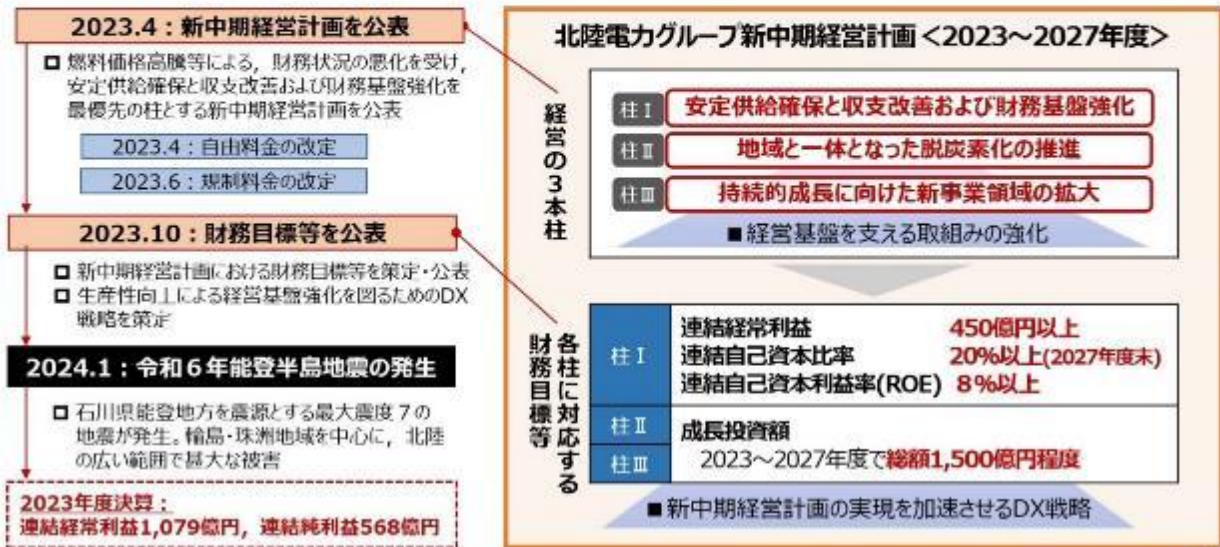 2023.4：新中期経営計画を公表
燃料価格高騰等による，財務状況の悪化を受け，
安定供給確保と収支改善および財務基盤強化を
最優先の柱とする新中期経営計画を公表
2023.4：自由料金の改定
2023.6：規制料金の改定
2023.10：財務目標等を公表
新中期経営計画における財務目標等を策定・公表
生産性向上による経営基盤強化を図るためのDX
戦略を策定
2024.1：令和６年能登半島地震の発生
石川県能登地方を震源とする最大震度７の
地震が発生。輪島・珠洲地域を中心に，北陸
の広い範囲で甚大な被害
2023年度決算：
連結経常利益1,079億円，連結純利益568億円
北陸電力グループ新中期経営計画＜2023～2027年度＞
経営の３本柱
柱Ⅰ 安定供給確保と収支改善および財務基盤強化
柱Ⅱ 地域と一体となった脱炭素化の推進
柱Ⅲ 持続的成長に向けた新事業領域の拡大
■経営基盤を支える取組みの強化
各柱に対応する
財務目標等
柱Ⅰ
連結経常利益 450億円以上
連結自己資本比率 20%以上(2027年度末)
連結自己資本利益率(ROE) ８%以上
柱Ⅱ
柱Ⅲ
成長投資額
2023～2027年度で総額1,500億円程度
■新中期経営計画の実現を加速させるDX戦略